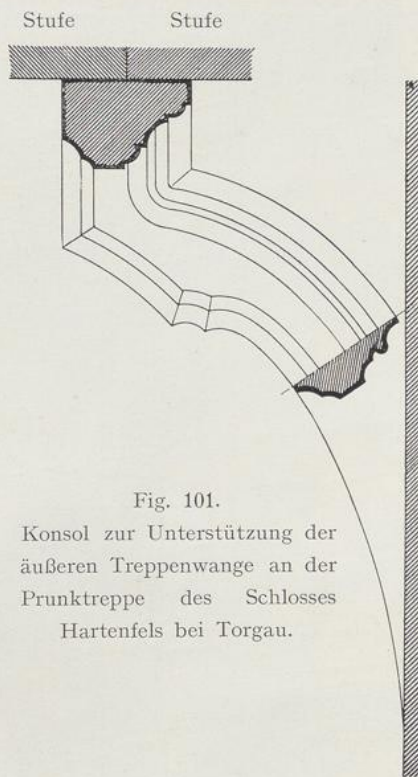 Stufe Stufe
Fig. 101.
Konsol zur Unterstützung der
äußeren Treppenwange an der
Prunktreppe des Schlosses
Hartenfels bei Torgau.